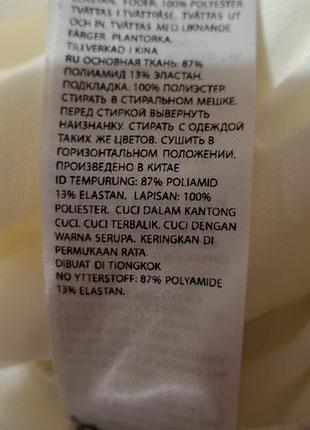 ELASTAN. FODER: 100% POLYESTER
TVÄTTAS I TVÄTTPÅSE. TVÄTTAS UT
OCH IN. TVÄTTAS MED LIKNANDE
FÄRGER. PLANTORKA.
TILLVERKAD I KINA
RU ОСНОВНАЯ ТКАНЬ: 87%
ПОЛИАМИД 13% ЭЛАСТАН.
ПОДКЛАДКА. 100% ПОЛИЭСТЕР.
СТИРАТЬ В СТИРАЛЬНОМ МЕШКЕ.
ПЕРЕД СТИРКОЙ ВЫВЕРНУТЬ
НАИЗНАНКУ. СТИРАТЬ С ОДЕЖДОЙ
ТАКИХ ЖЕ ЦВЕТОВ. СУШИТЬ В
ГОРИЗОНТАЛЬНОМ ПОЛОЖЕНИИ.
ПРОИЗВЕДЕНО В КИТАЕ
ID TEMPURUNG: 87% POLIAMID
13% ELASTAN. LAPISAN: 100%
POLIESTER. CUCI DALAM KANTONG
CUCI. CUCI TERBALIK. CUCI DENGAN
WARNA SERUPA. KERINGKAN DI
PERMUKAAN RATA.
DIBUAT DI TIONGKOK
NO YTTERSTOFF: 87% POLYAMIDE
13% ELASTAN.